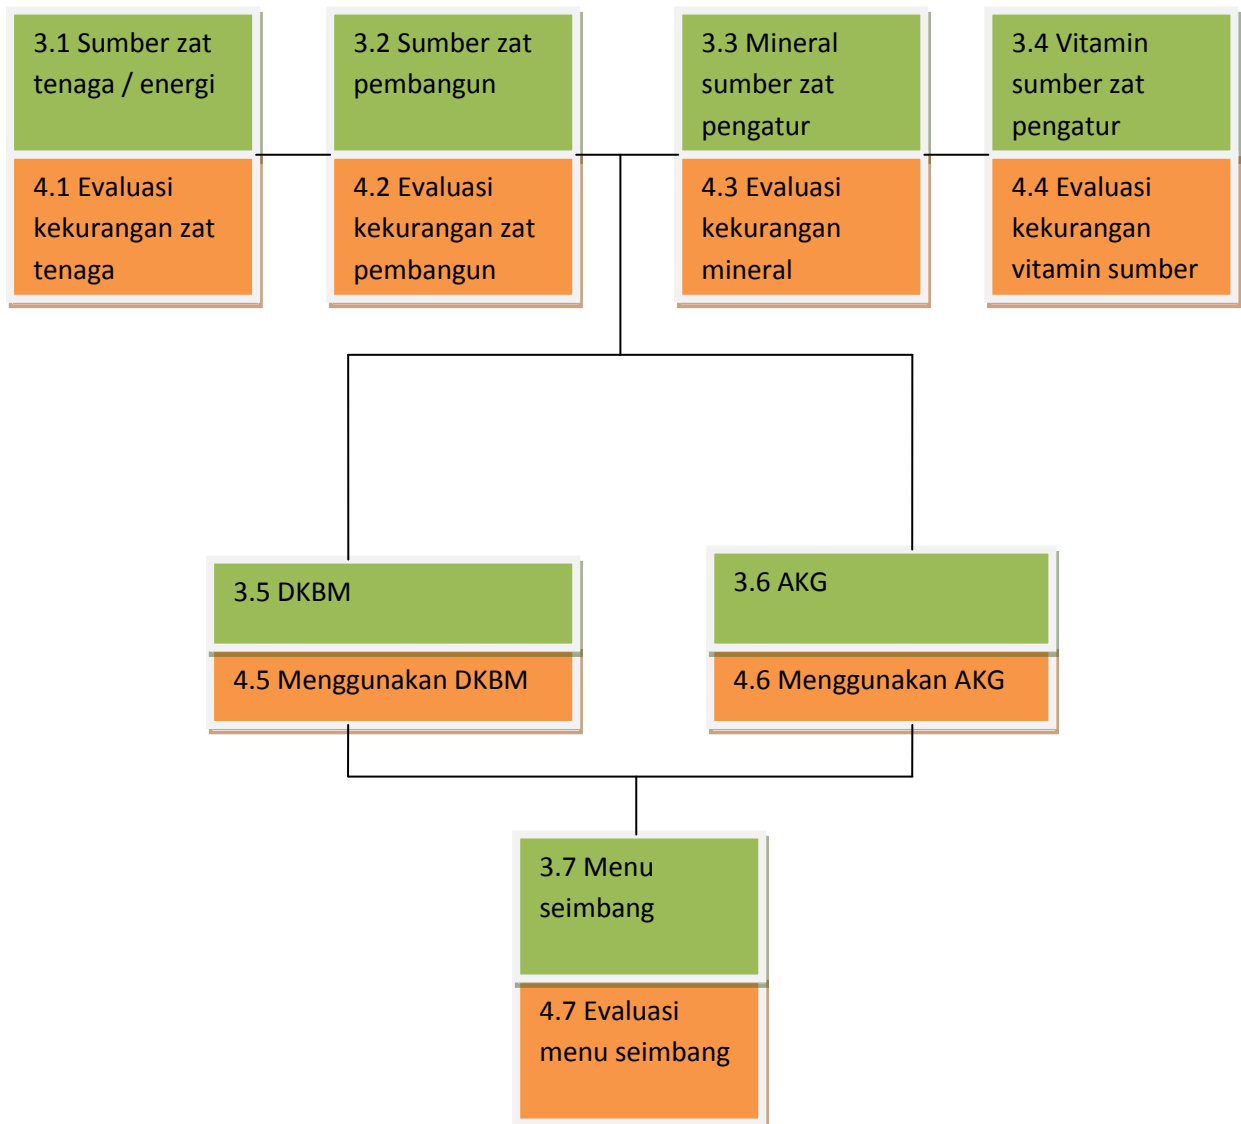 3.1 Sumber zat
tenaga / energi
3.2 Sumber zat
pembangun
3.3 Mineral
sumber zat
pengatur
3.4 Vitamin
sumber zat
pengatur
4.1 Evaluasi
kekurangan zat
tenaga
4.2 Evaluasi
kekurangan zat
pembangun
4.3 Evaluasi
kekurangan
mineral
4.4 Evaluasi
kekurangan
vitamin sumber
3.5 DKBM
3.6 AKG
4.5 Menggunakan DKBM
4.6 Menggunakan AKG
3.7 Menu
seimbang
4.7 Evaluasi
menu seimbang